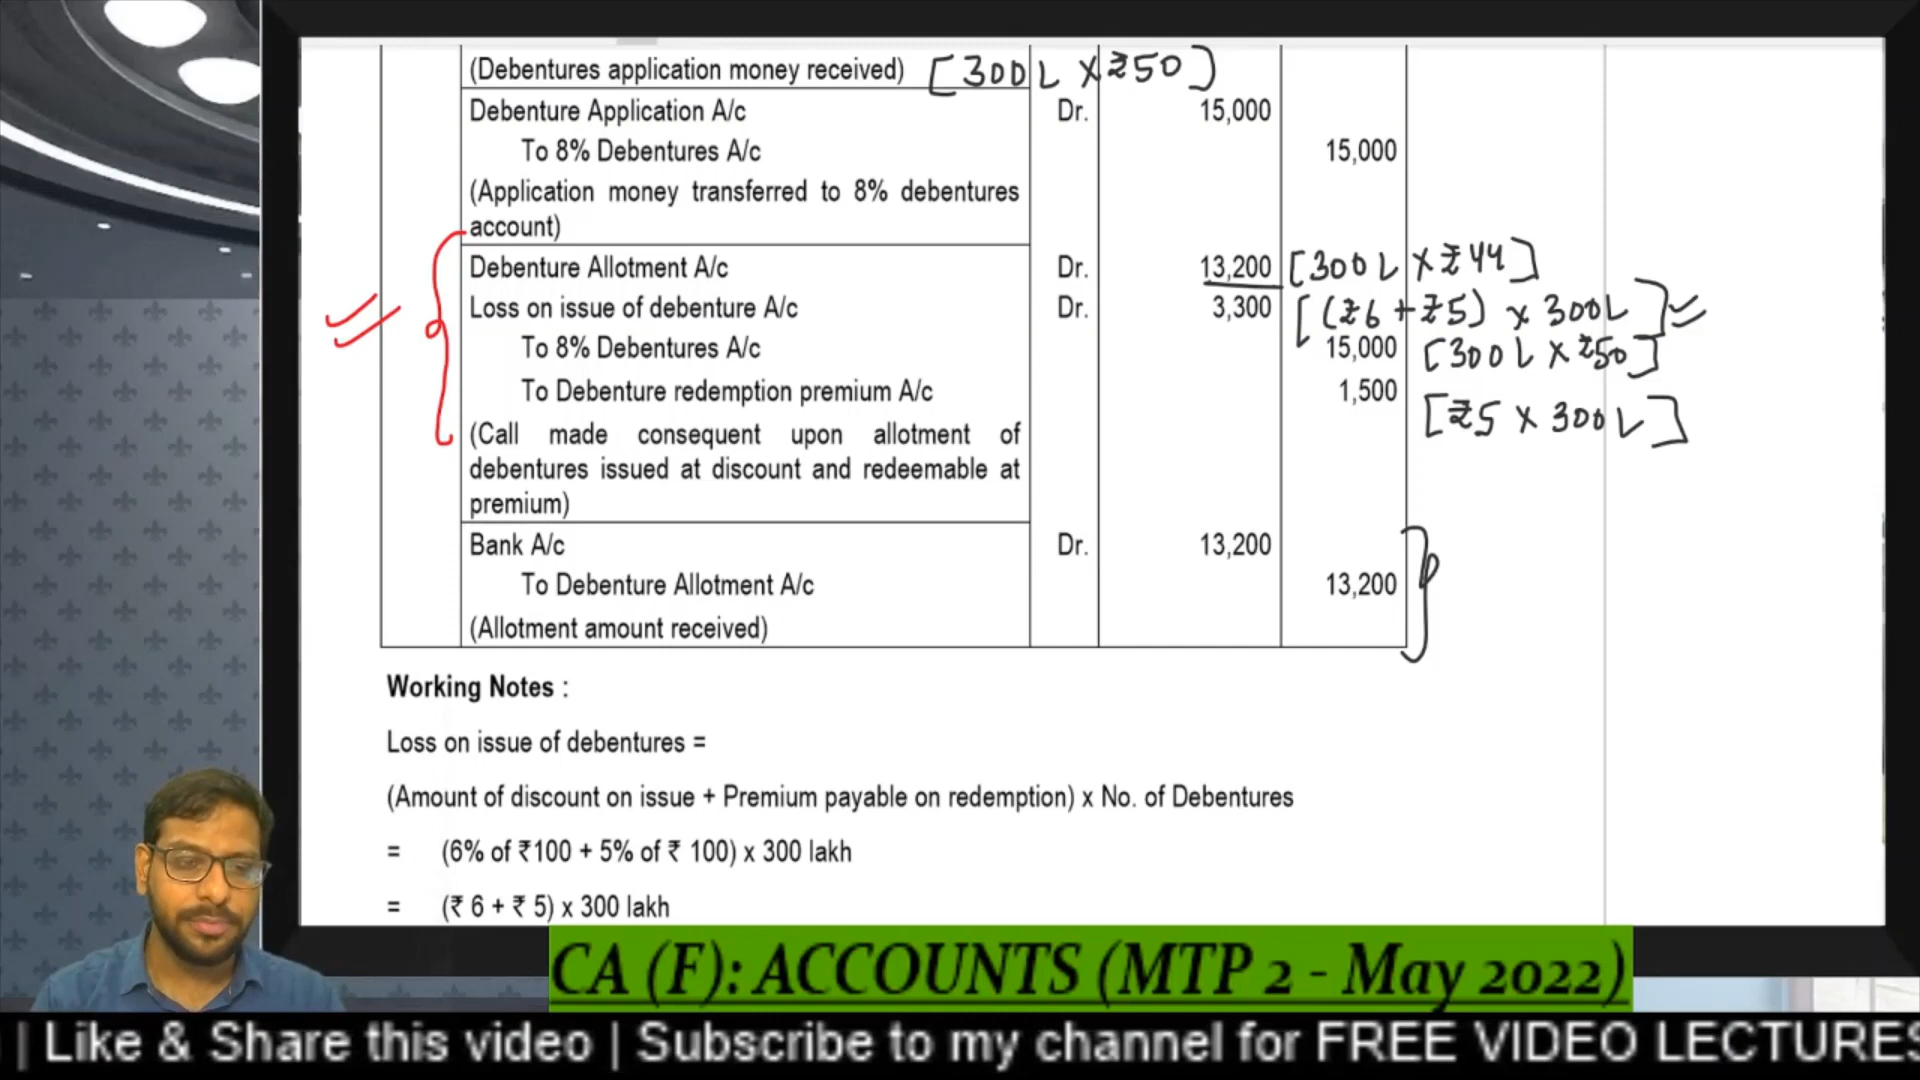 (Debentures application money received) [300L X ₹50]
Debenture Application A/c Dr. 15,000
To 8% Debentures A/c 15,000
(Application money transferred to 8% debentures
account)
Debenture Allotment A/c Dr. 13,200 [300L X ₹44]
Loss on issue of debenture A/c Dr. 3,300 [(₹6 + ₹5) x 300L]
To 8% Debentures A/c 15,000 [300L X ₹50]
To Debenture redemption premium A/c 1,500 [₹5 x 300L]
(Call made consequent upon allotment of
debentures issued at discount and redeemable at
premium)
Bank A/c Dr. 13,200
To Debenture Allotment A/c 13,200
(Allotment amount received)
Working Notes :
Loss on issue of debentures =
(Amount of discount on issue + Premium payable on redemption) x No. of Debentures
= (6% of ₹100 + 5% of ₹ 100) x 300 lakh
= (₹ 6 + ₹ 5) x 300 lakh
CA (F): ACCOUNTS (MTP 2 - May 2022)
| Like & Share this video | Subscribe to my channel for FREE VIDEO LECTURES